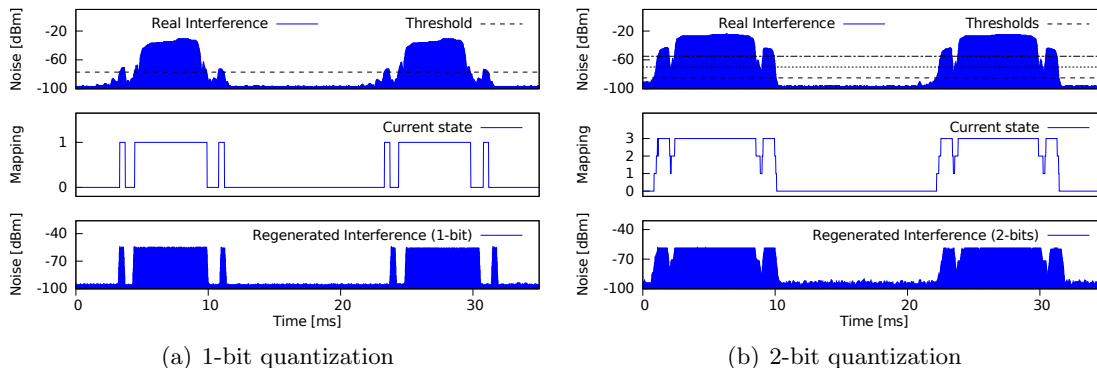 Real Interference
Threshold
Noise [dBm]
-20
-60
-100
Current state
Mapping
1
0
Regenerated Interference (1-bit)
Noise [dBm]
-40
-100
0
10
20
30
Time [ms]
(a) 1-bit quantization
Real Interference
Thresholds
Noise [dBm]
-20
-60
-100
Current state
Mapping
3
2
1
0
Regenerated Interference (2-bits)
Noise [dBm]
-40
-100
0
10
20
30
Time [ms]
(b) 2-bit quantization